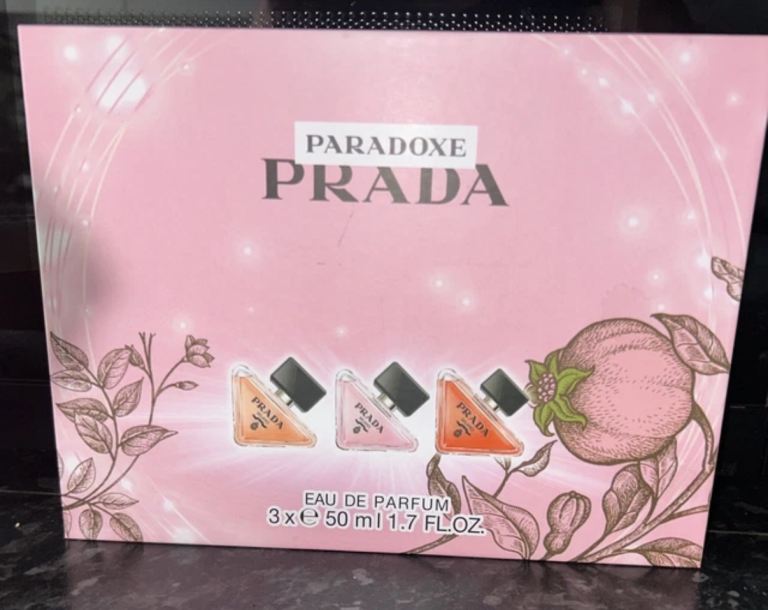 PARADOXE
PRADA
PRADA
PRADA
PRADA
EAU DE PARFUM
3 x ℮ 50 ml 1.7 FL.OZ.